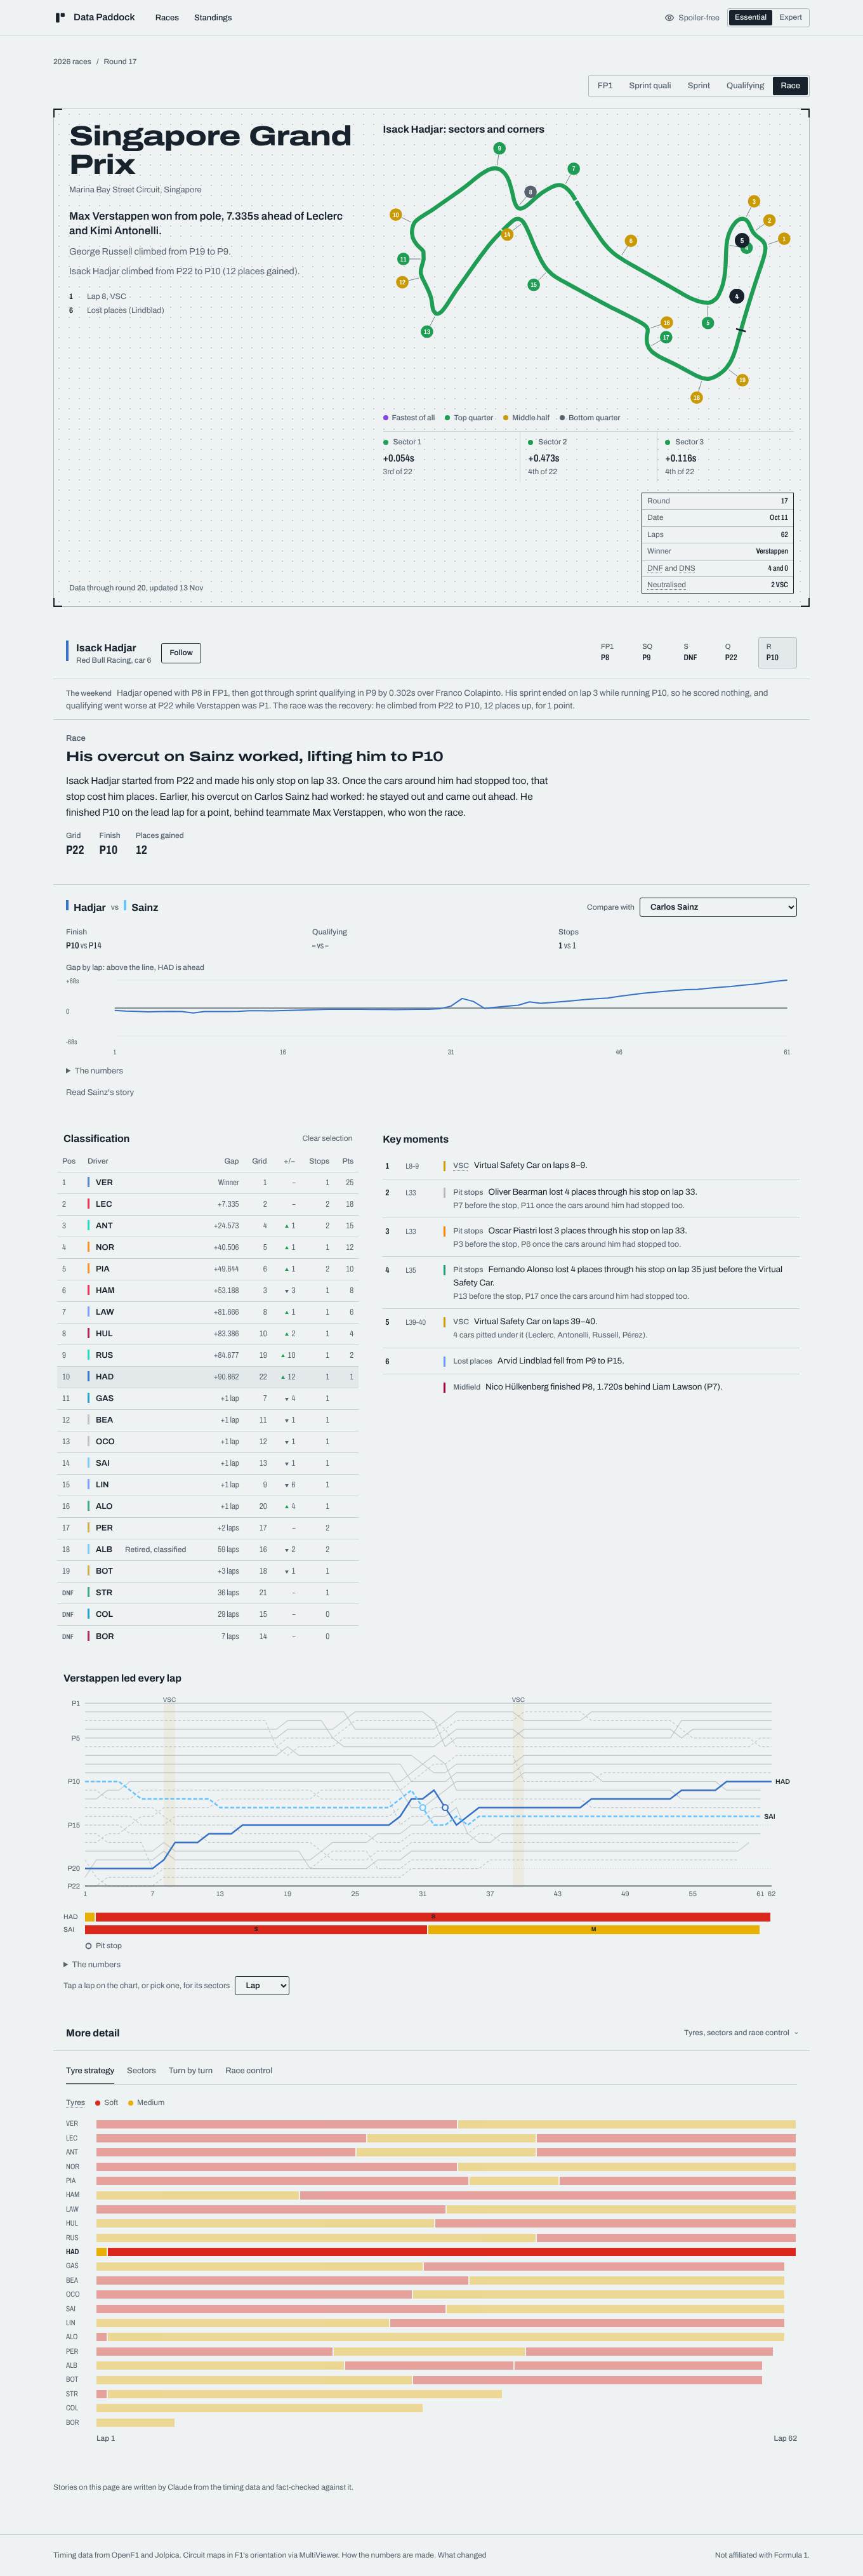 Data Paddock
Races
Standings
Spoiler-free
Essential
Expert
2026 races / Round 17
FP1
Sprint quali
Sprint
Qualifying
Race
Singapore Grand
Prix
Marina Bay Street Circuit, Singapore
Max Verstappen won from pole, 7.335s ahead of Leclerc
and Kimi Antonelli.
George Russell climbed from P19 to P9.
Isack Hadjar climbed from P22 to P10 (12 places gained).
1 Lap 8, VSC
6 Lost places (Lindblad)
Data through round 20, updated 13 Nov
Isack Hadjar: sectors and corners
Fastest of all
Top quarter
Middle half
Bottom quarter
Sector 1
+0.054s
3rd of 22
Sector 2
+0.473s
4th of 22
Sector 3
+0.116s
4th of 22
Round 17
Date Oct 11
Laps 62
Winner Verstappen
DNF and DNS 4 and 0
Neutralised 2 VSC
Isack Hadjar
Red Bull Racing, car 6
Follow
FP1 P8
SQ P9
S DNF
Q P22
R P10
The weekend Hadjar opened with P8 in FP1, then got through sprint qualifying in P9 by 0.302s over Franco Colapinto. His sprint ended on lap 3 while running P10, so he scored nothing, and
qualifying went worse at P22 while Verstappen was P1. The race was the recovery: he climbed from P22 to P10, 12 places up, for 1 point.
Race
His overcut on Sainz worked, lifting him to P10
Isack Hadjar started from P22 and made his only stop on lap 33. Once the cars around him had stopped too, that
stop cost him places. Earlier, his overcut on Carlos Sainz had worked: he stayed out and came out ahead. He
finished P10 on the lead lap for a point, behind teammate Max Verstappen, who won the race.
Grid Finish Places gained
P22 P10 12
Hadjar vs Sainz
Compare with Carlos Sainz
Finish Qualifying Stops
P10 vs P14 – vs – 1 vs 1
Gap by lap: above the line, HAD is ahead
+68s
0
-68s
1 16 31 46 61
The numbers
Read Sainz's story
Classification
Clear selection
Pos Driver Gap Grid +/− Stops Pts
1 VER Winner 1 – 1 25
2 LEC +7.335 2 – 2 18
3 ANT +24.573 4 ▲ 1 2 15
4 NOR +40.506 5 ▲ 1 1 12
5 PIA +49.644 6 ▲ 1 2 10
6 HAM +53.188 3 ▼ 3 1 8
7 LAW +81.666 8 ▲ 1 1 6
8 HUL +83.386 10 ▲ 2 1 4
9 RUS +84.677 19 ▲ 10 1 2
10 HAD +90.862 22 ▲ 12 1 1
11 GAS +1 lap 7 ▼ 4 1
12 BEA +1 lap 11 ▼ 1 1
13 OCO +1 lap 12 ▼ 1 1
14 SAI +1 lap 13 ▼ 1 1
15 LIN +1 lap 9 ▼ 6 1
16 ALO +1 lap 20 ▲ 4 1
17 PER +2 laps 17 – 2
18 ALB Retired, classified 59 laps 16 ▼ 2 2
19 BOT +3 laps 18 ▼ 1 1
DNF STR 36 laps 21 – 1
DNF COL 29 laps 15 – 0
DNF BOR 7 laps 14 – 0
Key moments
1 L8-9 VSC Virtual Safety Car on laps 8–9.
2 L33 Pit stops Oliver Bearman lost 4 places through his stop on lap 33.
P7 before the stop, P11 once the cars around him had stopped too.
3 L33 Pit stops Oscar Piastri lost 3 places through his stop on lap 33.
P3 before the stop, P6 once the cars around him had stopped too.
4 L35 Pit stops Fernando Alonso lost 4 places through his stop on lap 35 just before the Virtual
Safety Car.
P13 before the stop, P17 once the cars around him had stopped too.
5 L39-40 VSC Virtual Safety Car on laps 39–40.
4 cars pitted under it (Leclerc, Antonelli, Russell, Pérez).
6 Lost places Arvid Lindblad fell from P9 to P15.
Midfield Nico Hülkenberg finished P8, 1.720s behind Liam Lawson (P7).
Verstappen led every lap
VSC VSC
P1
P5
P10 HAD
SAI
P15
P20
P22
1 7 13 19 25 31 37 43 49 55 61 62
HAD S
SAI S M
Pit stop
The numbers
Tap a lap on the chart, or pick one, for its sectors Lap
More detail
Tyres, sectors and race control −
Tyre strategy
Sectors
Turn by turn
Race control
Tyres Soft Medium
VER
LEC
ANT
NOR
PIA
HAM
LAW
HUL
RUS
HAD
GAS
BEA
OCO
SAI
LIN
ALO
PER
ALB
BOT
STR
COL
BOR
Lap 1 Lap 62
Stories on this page are written by Claude from the timing data and fact-checked against it.
Timing data from OpenF1 and Jolpica. Circuit maps in F1's orientation via MultiViewer. How the numbers are made. What changed
Not affiliated with Formula 1.